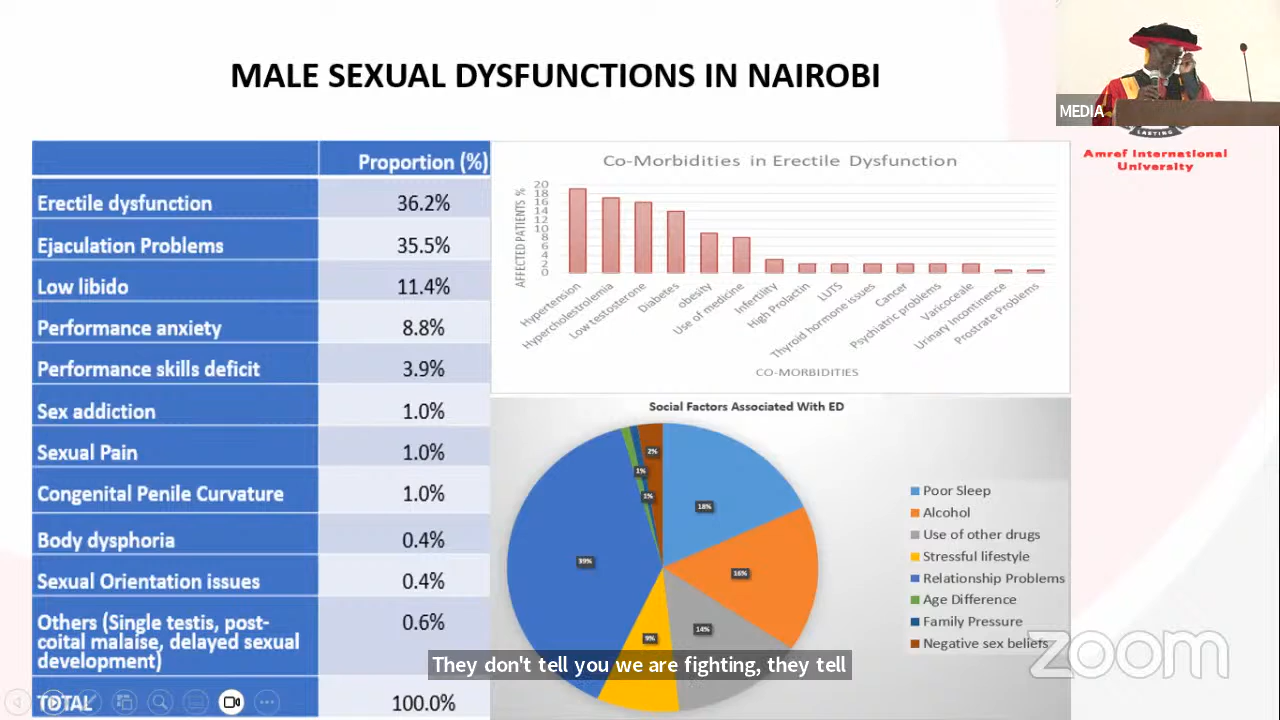 MALE SEXUAL DYSFUNCTIONS IN NAIROBI
MEDIA
LASTING
Amref International
University
Proportion (%)
Erectile dysfunction 36.2%
Ejaculation Problems 35.5%
Low libido 11.4%
Performance anxiety 8.8%
Performance skills deficit 3.9%
Sex addiction 1.0%
Sexual Pain 1.0%
Congenital Penile Curvature 1.0%
Body dysphoria 0.4%
Sexual Orientation issues 0.4%
Others (Single testis, post- 0.6%
coital malaise, delayed sexual
development)
TOTAL 100.0%
Co-Morbidities in Erectile Dysfunction
AFFECTED PATIENTS %
20
18
16
14
12
10
8
6
4
2
0
Hypertension
Hypercholestrolemia
Low testosterone
Diabetes
obesity
Use of medicine
Infertility
High Prolactin
LUTS
Thyroid hormone issues
Cancer
Psychiatric problems
Varicoceale
Urinary Incontinence
Prostrate Problems
CO-MORBIDITIES
Social Factors Associated With ED
18%
16%
14%
9%
39%
1%
1%
2%
Poor Sleep
Alcohol
Use of other drugs
Stressful lifestyle
Relationship Problems
Age Difference
Family Pressure
Negative sex beliefs
zoom
They don't tell you we are fighting, they tell